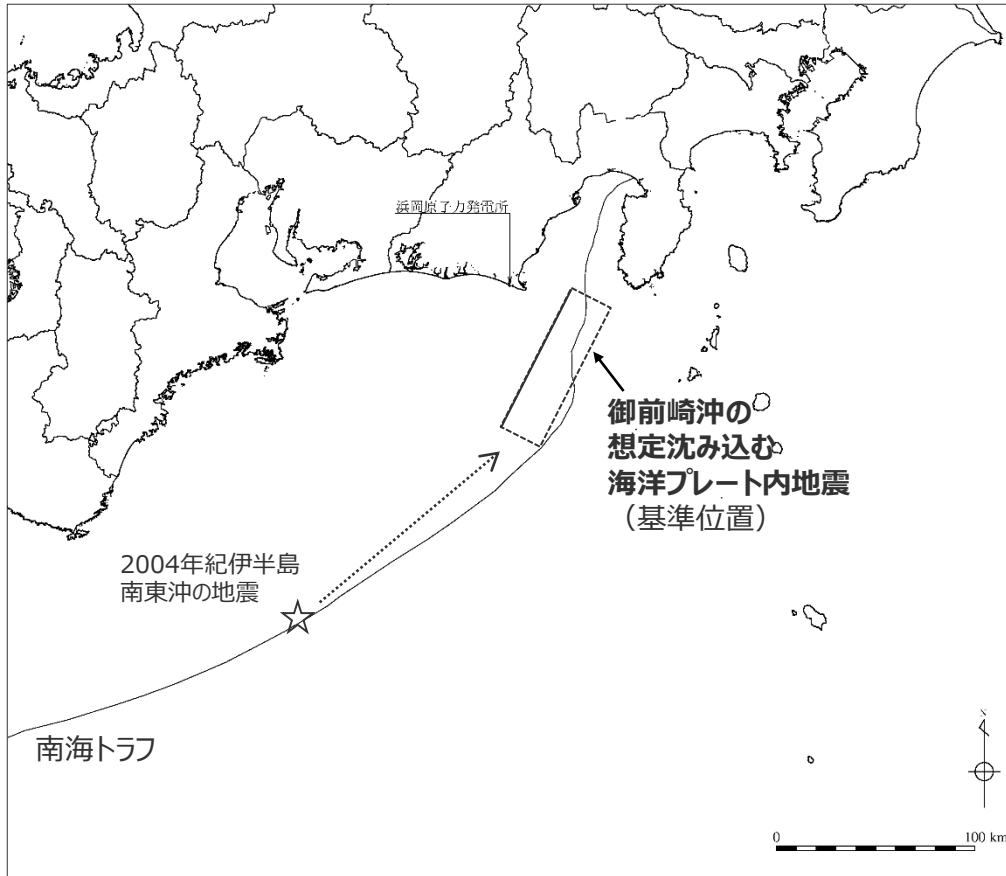 浜岡原子力発電所
御前崎沖の
想定沈み込む
海洋プレート内地震
（基準位置）
2004年紀伊半島
南東沖の地震
南海トラフ
N
0 100 km